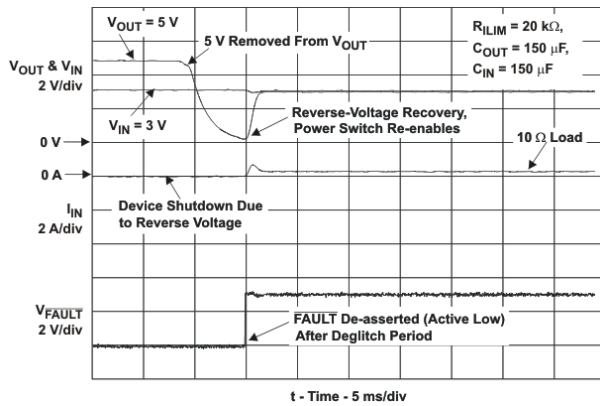 V_OUT = 5 V
5 V Removed From V_OUT
R_ILIM = 20 kΩ,
C_OUT = 150 µF,
C_IN = 150 µF
V_OUT & V_IN
2 V/div
V_IN = 3 V
Reverse-Voltage Recovery,
Power Switch Re-enables
0 V
10 Ω Load
0 A
Device Shutdown Due
to Reverse Voltage
I_IN
2 A/div
V_FAULT
2 V/div
FAULT De-asserted (Active Low)
After Deglitch Period
t - Time - 5 ms/div